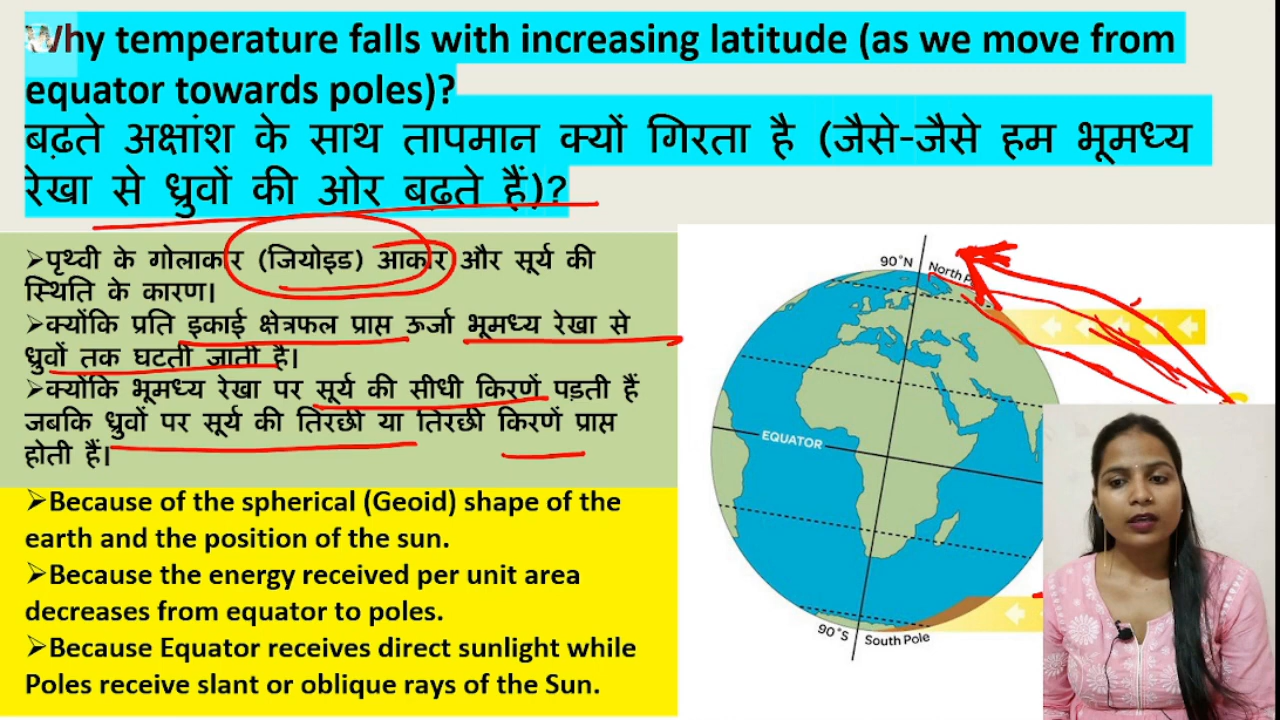 Why temperature falls with increasing latitude (as we move from
equator towards poles)?
बढ़ते अक्षांश के साथ तापमान क्यों गिरता है (जैसे-जैसे हम भूमध्य
रेखा से ध्रुवों की ओर बढ़ते हैं)?
➢पृथ्वी के गोलाकार (जियोइड) आकार और सूर्य की
स्थिति के कारण।
➢क्योंकि प्रति इकाई क्षेत्रफल प्राप्त ऊर्जा भूमध्य रेखा से
ध्रुवों तक घटती जाती है।
➢क्योंकि भूमध्य रेखा पर सूर्य की सीधी किरणें पड़ती हैं
जबकि ध्रुवों पर सूर्य की तिरछी या तिरछी किरणें प्राप्त
होती हैं।
➢Because of the spherical (Geoid) shape of the
earth and the position of the sun.
➢Because the energy received per unit area
decreases from equator to poles.
➢Because Equator receives direct sunlight while
Poles receive slant or oblique rays of the Sun.
90°N North
EQUATOR
90°S South Pole